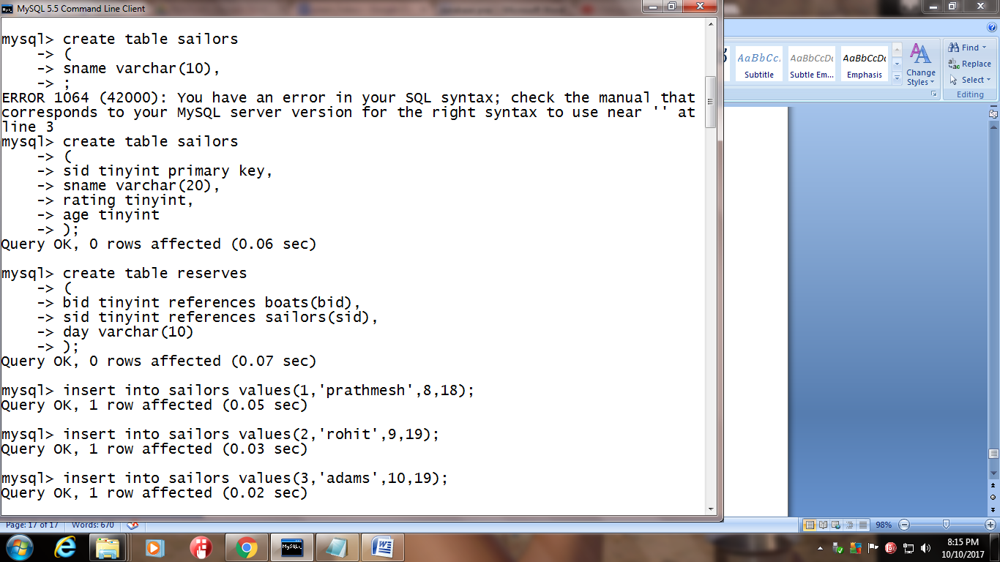 MySQL 5.5 Command Line Client
mysql> create table sailors
-> (
-> sname varchar(10),
-> ;
ERROR 1064 (42000): You have an error in your SQL syntax; check the manual that
corresponds to your MySQL server version for the right syntax to use near '' at
line 3
mysql> create table sailors
-> (
-> sid tinyint primary key,
-> sname varchar(20),
-> rating tinyint,
-> age tinyint
-> );
Query OK, 0 rows affected (0.06 sec)
mysql> create table reserves
-> (
-> bid tinyint references boats(bid),
-> sid tinyint references sailors(sid),
-> day varchar(10)
-> );
Query OK, 0 rows affected (0.07 sec)
mysql> insert into sailors values(1,'prathmesh',8,18);
Query OK, 1 row affected (0.05 sec)
mysql> insert into sailors values(2,'rohit',9,19);
Query OK, 1 row affected (0.03 sec)
mysql> insert into sailors values(3,'adams',10,19);
Query OK, 1 row affected (0.02 sec)
AaBbCc. AaBbCcDc AaBbCcDc
Subtitle Subtle Em... Emphasis
Change
Styles
Find
Replace
Select
Editing
Page: 17 of 17 Words: 670
98%
MySQL
8:15 PM
10/10/2017